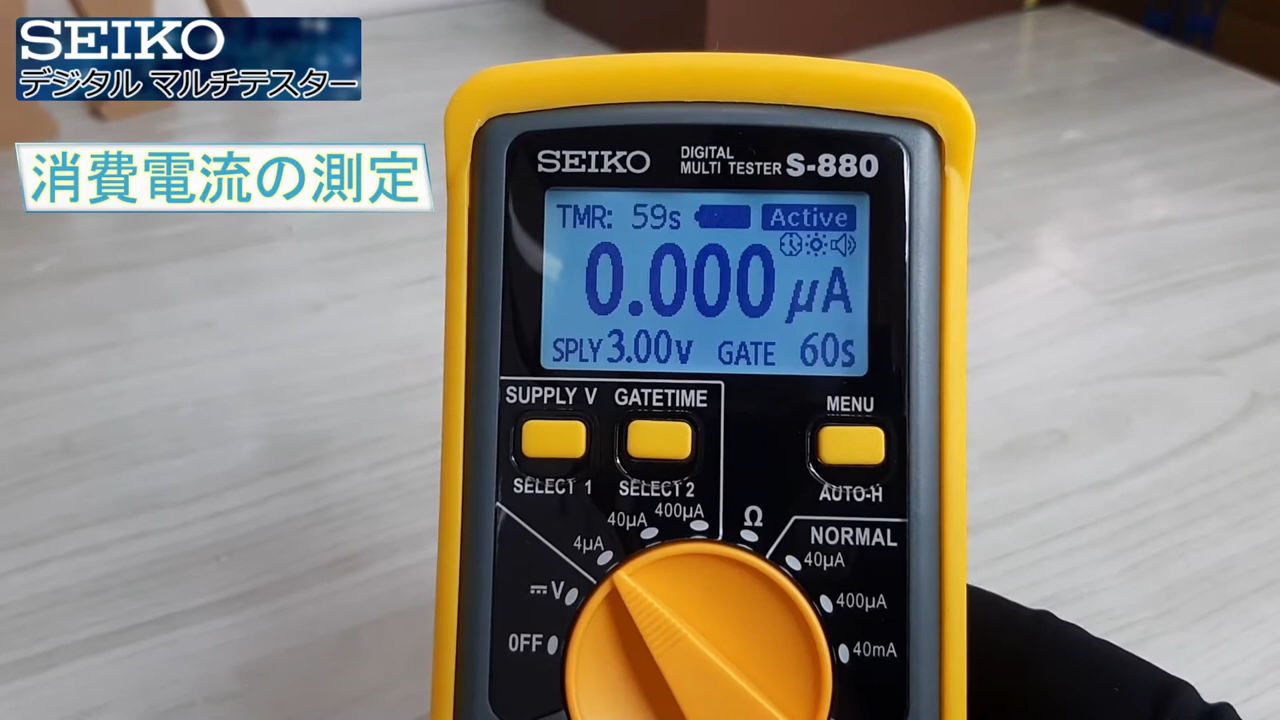 SEIKO
デジタル マルチテスター
消費電流の測定
SEIKO DIGITAL MULTI TESTER S-880
TMR: 59s Active
0.000 µA
SPLY 3.00v GATE 60s
SUPPLY V GATETIME MENU
SELECT 1 SELECT 2 AUTO-H
4µA 40µA 400µA Ω NORMAL
V 40µA
OFF 400µA
40mA